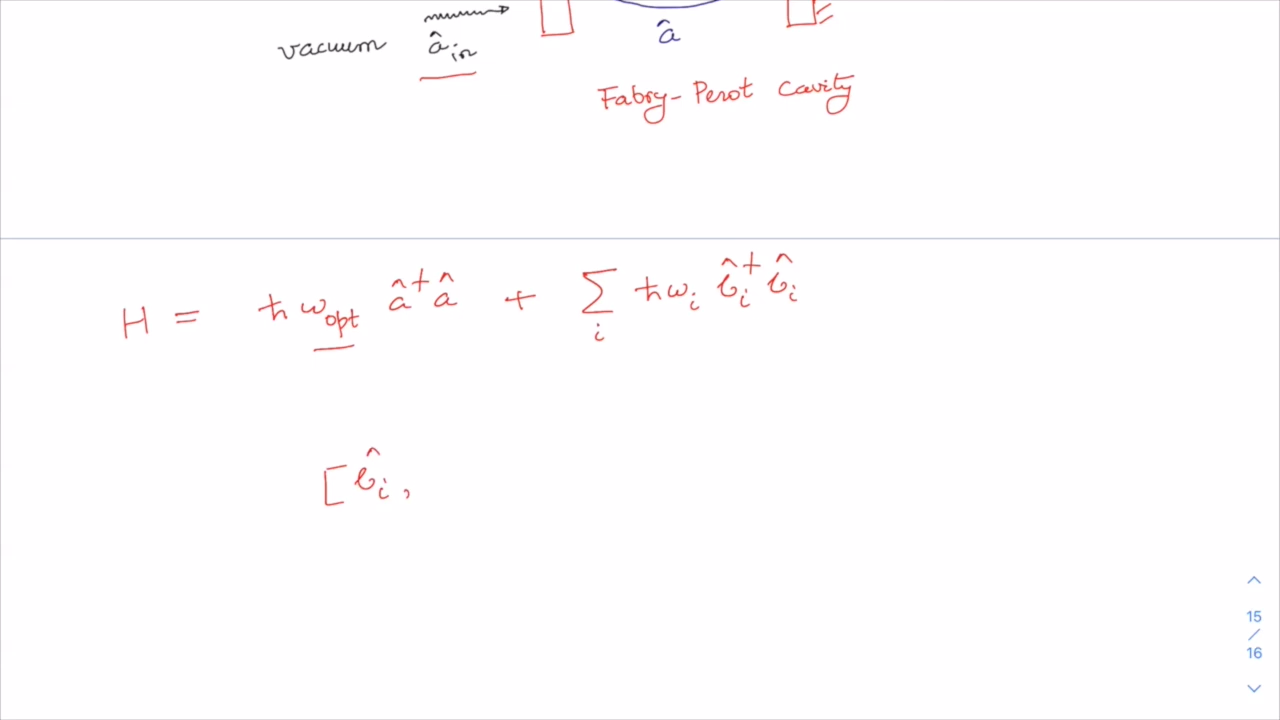 vacuum â_in
â
Fabry-Perot Cavity
H = ħω_opt â†â + Σ_i ħω_i b̂_i† b̂_i
[b̂_i,
15
/
16